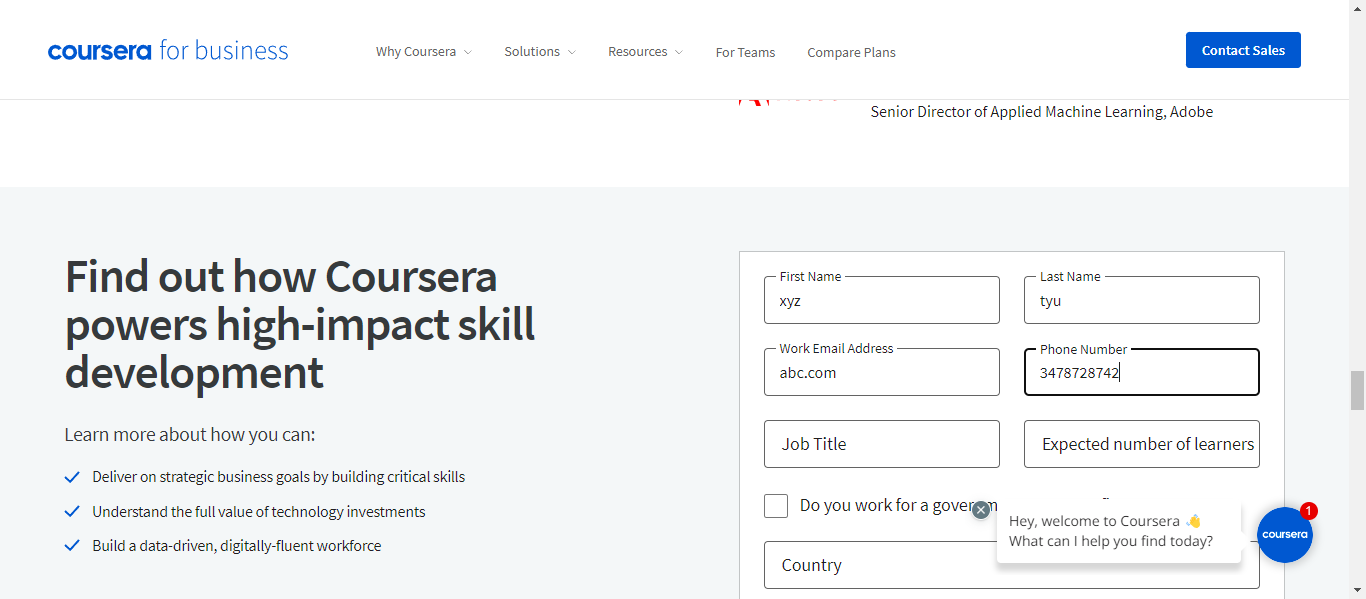 coursera for business
Why Coursera
Solutions
Resources
For Teams
Compare Plans
Contact Sales
Senior Director of Applied Machine Learning, Adobe
Find out how Coursera
powers high-impact skill
development
Learn more about how you can:
Deliver on strategic business goals by building critical skills
Understand the full value of technology investments
Build a data-driven, digitally-fluent workforce
First Name
xyz
Last Name
tyu
Work Email Address
abc.com
Phone Number
3478728742
Job Title
Expected number of learners
Do you work for a
Country
Hey, welcome to Coursera 👋
What can I help you find today?
coursera
1